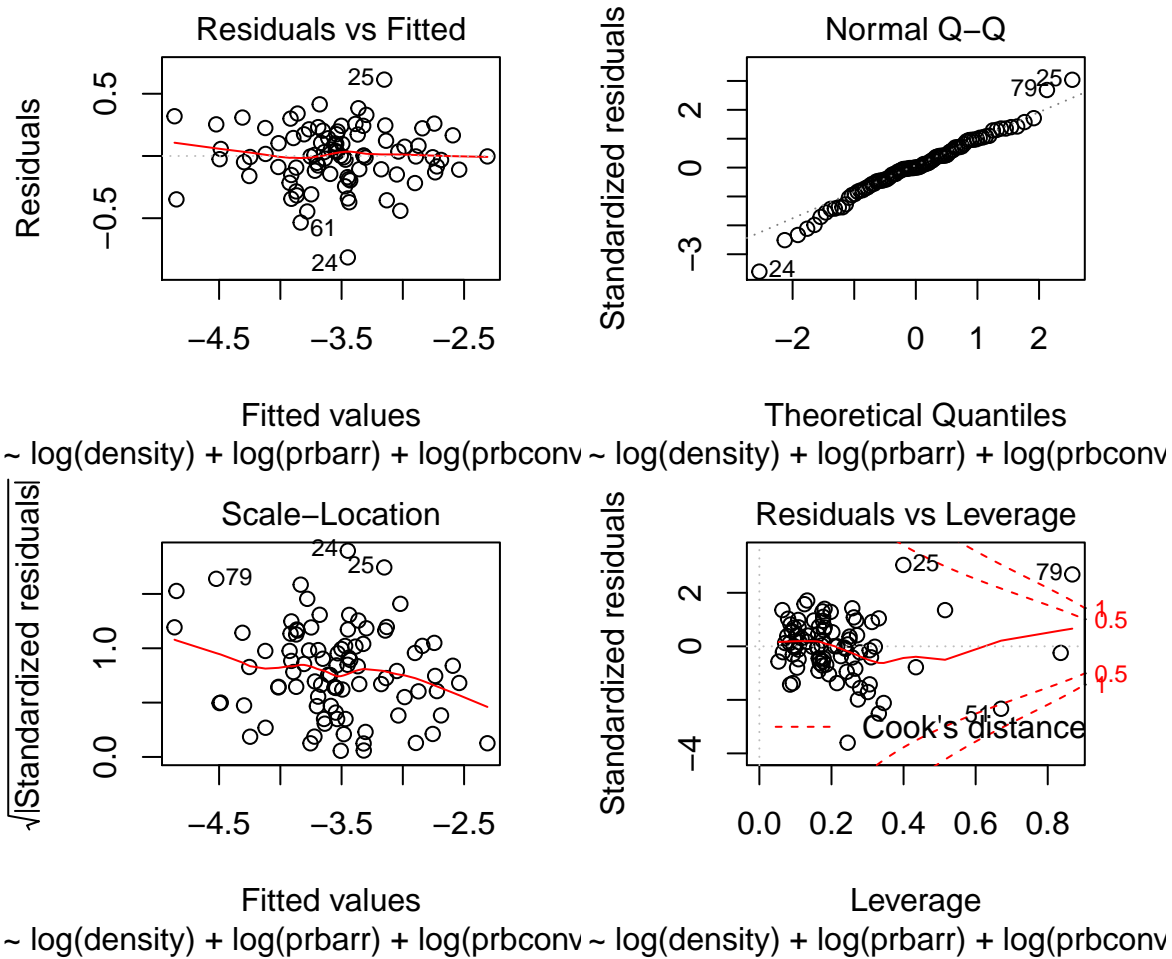 Residuals vs Fitted
Residuals
0.5
−0.5
25
61
24
−4.5 −3.5 −2.5
Fitted values
~ log(density) + log(prbarr) + log(prbconv
Normal Q−Q
Standardized residuals
2
0
−3
79
25
24
−2 0 1 2
Theoretical Quantiles
~ log(density) + log(prbarr) + log(prbconv
Scale−Location
√|Standardized residuals|
1.0
0.0
24
25
79
−4.5 −3.5 −2.5
Fitted values
~ log(density) + log(prbarr) + log(prbconv
Residuals vs Leverage
Standardized residuals
2
0
−4
25
79
51
1
0.5
0.5
1
Cook's distance
0.0 0.2 0.4 0.6 0.8
Leverage
~ log(density) + log(prbarr) + log(prbconv